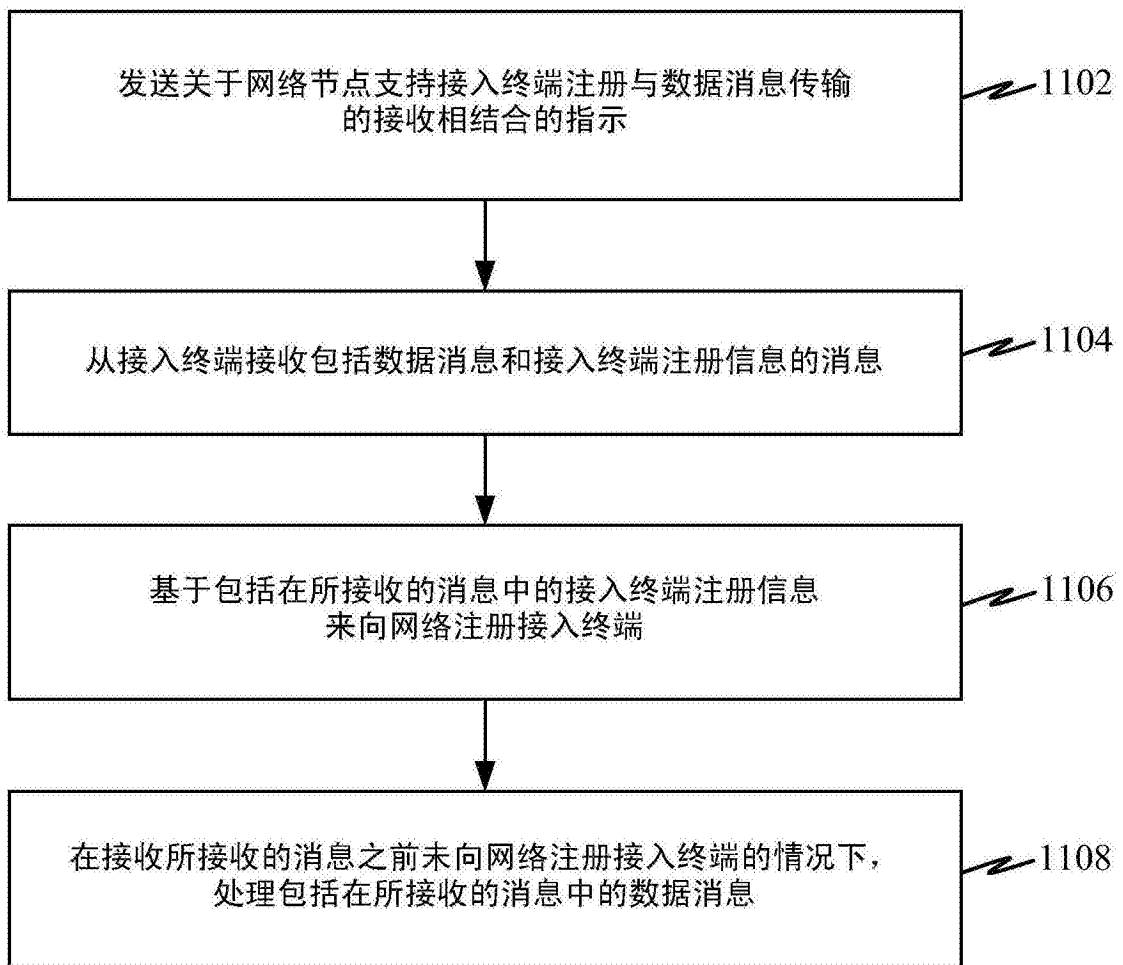 发送关于网络节点支持接入终端注册与数据消息传输
的接收相结合的指示
1102
从接入终端接收包括数据消息和接入终端注册信息的消息
1104
基于包括在所接收的消息中的接入终端注册信息
来向网络注册接入终端
1106
在接收所接收的消息之前未向网络注册接入终端的情况下，
处理包括在所接收的消息中的数据消息
1108